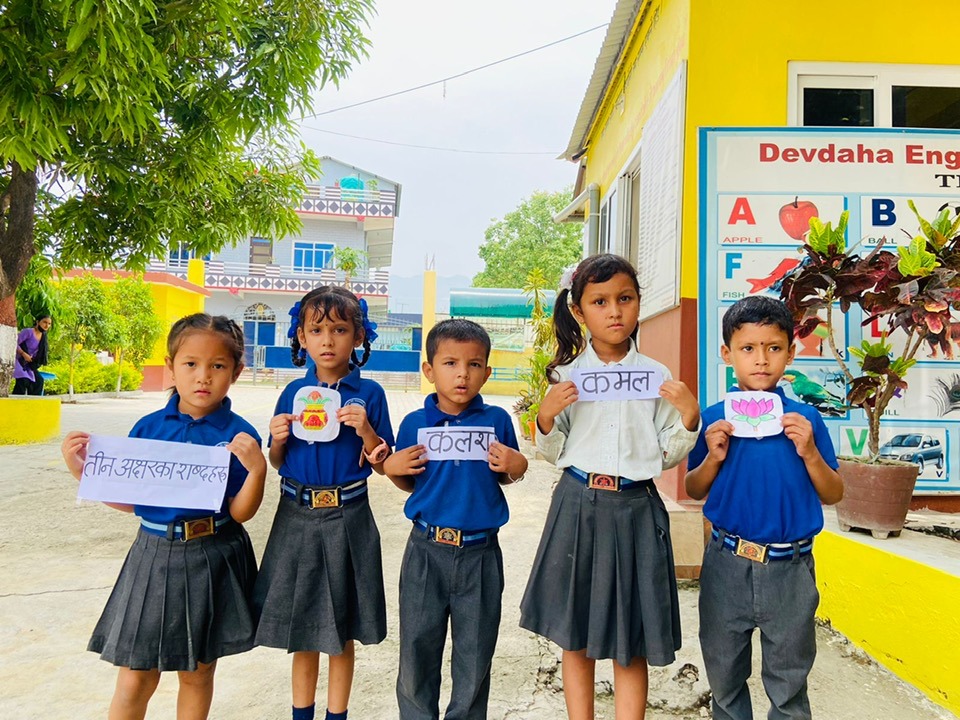 तीन अक्षरका शब्दहरू
कलश
कमल
Devdaha Eng
A
APPLE
B
BALL
F
FISH
V
V